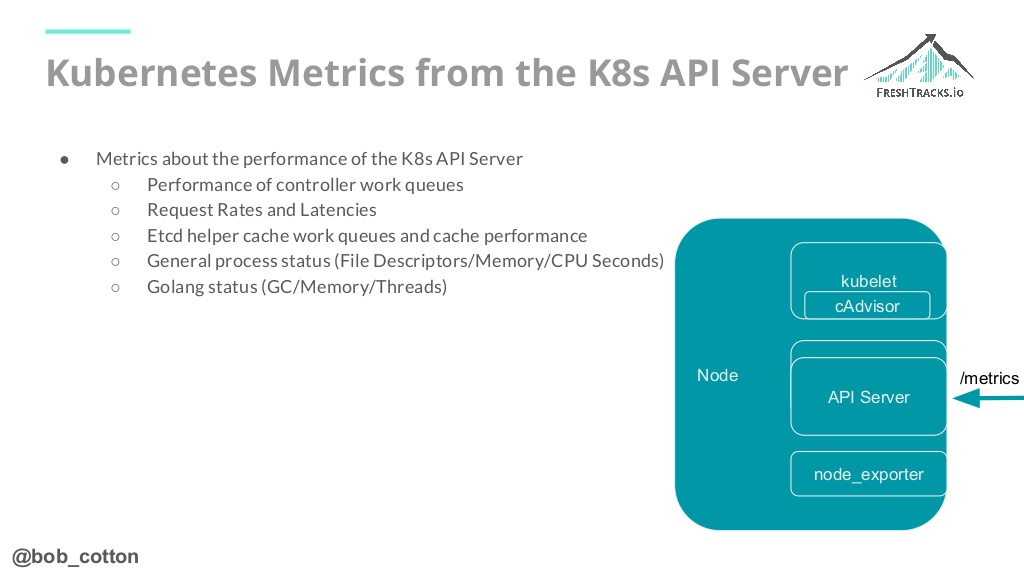 Kubernetes Metrics from the K8s API Server
FRESHTRACKS.io
● Metrics about the performance of the K8s API Server
○ Performance of controller work queues
○ Request Rates and Latencies
○ Etcd helper cache work queues and cache performance
○ General process status (File Descriptors/Memory/CPU Seconds)
○ Golang status (GC/Memory/Threads)
kubelet
cAdvisor
Node
API Server
/metrics
node_exporter
@bob_cotton